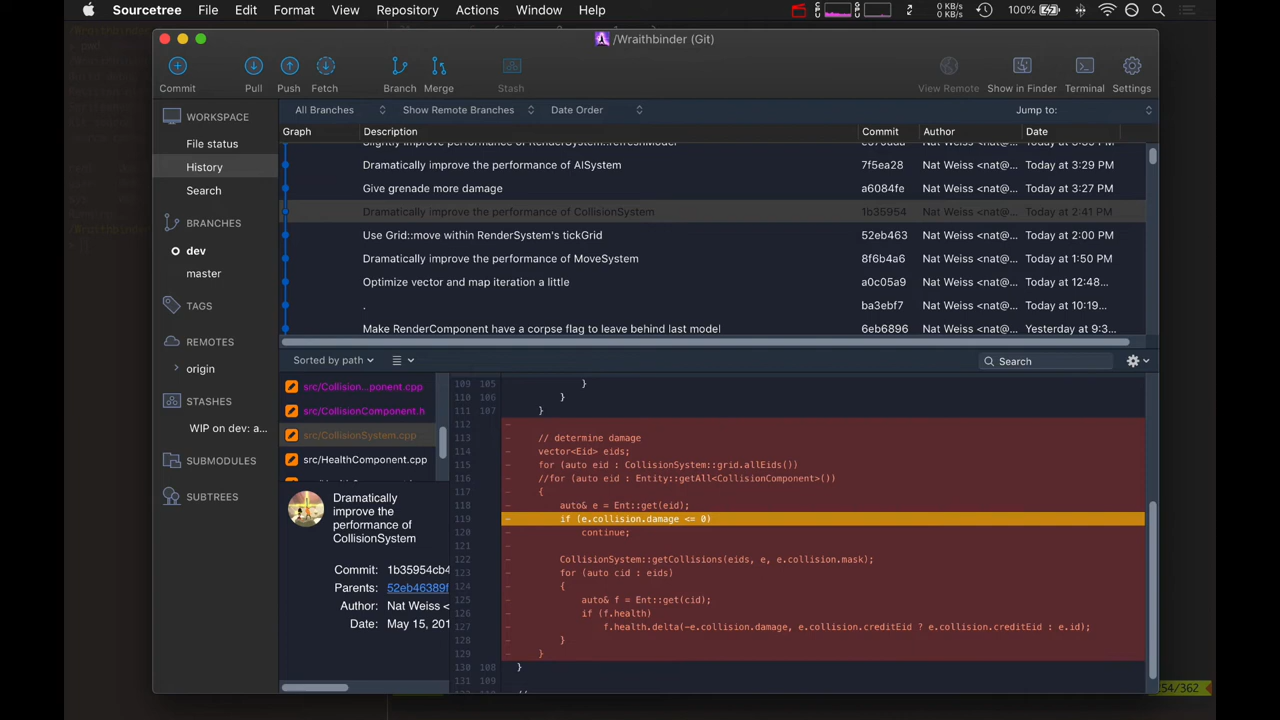 Sourcetree File Edit Format View Repository Actions Window Help
0 KB/s
0 KB/s
100%
/Wraithbinder (Git)
Commit Pull Push Fetch Branch Merge Stash View Remote Show in Finder Terminal Settings
All Branches Show Remote Branches Date Order Jump to:
Graph Description Commit Author Date
Dramatically improve the performance of AISystem 7f5ea28 Nat Weiss <nat@... Today at 3:29 PM
Give grenade more damage a6084fe Nat Weiss <nat@... Today at 3:27 PM
Dramatically improve the performance of CollisionSystem 1b35954 Nat Weiss <nat@... Today at 2:41 PM
Use Grid::move within RenderSystem's tickGrid 52eb463 Nat Weiss <nat@... Today at 2:00 PM
Dramatically improve the performance of MoveSystem 8f6b4a6 Nat Weiss <nat@... Today at 1:50 PM
Optimize vector and map iteration a little a0c05a9 Nat Weiss <nat@... Today at 12:48...
. ba3ebf7 Nat Weiss <nat@... Today at 10:19...
Make RenderComponent have a corpse flag to leave behind last model 6eb6896 Nat Weiss <nat@... Yesterday at 9:3...
WORKSPACE
File status
History
Search
BRANCHES
dev
master
TAGS
REMOTES
origin
STASHES
WIP on dev: a...
SUBMODULES
SUBTREES
Sorted by path Search
src/Collision...ponent.cpp
src/CollisionComponent.h
src/CollisionSystem.cpp
src/HealthComponent.cpp
Dramatically
improve the
performance of
CollisionSystem
Commit: 1b35954cb4
Parents: 52eb46389f
Author: Nat Weiss <
Date: May 15, 201
109 105 }
110 106 }
111 107 }
112 -
113 - // determine damage
114 - vector<Eid> eids;
115 - for (auto eid : CollisionSystem::grid.allEids())
116 - //for (auto eid : Entity::getAll<CollisionComponent>())
117 - {
118 - auto& e = Ent::get(eid);
119 - if (e.collision.damage <= 0)
120 - continue;
121 -
122 - CollisionSystem::getCollisions(eids, e, e.collision.mask);
123 - for (auto cid : eids)
124 - {
125 - auto& f = Ent::get(cid);
126 - if (f.health)
127 - f.health.delta(-e.collision.damage, e.collision.creditEid ? e.collision.creditEid : e.id);
128 - }
129 - }
130 108 }
131 109
54/362